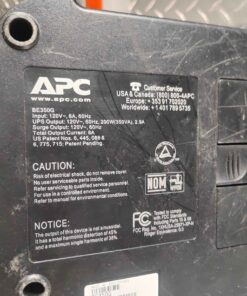 APC
www.apc.com
Customer Service
USA & Canada: (800) 800-4APC
Europe: +353 91 702020
Worldwide: +1 401 789 5735
BE350G
Input: 120V~, 8A, 60Hz
UPS Output: 120V~, 60Hz, 200W(350VA), 2.9A
Surge Output: 120V~, 60Hz
Total Output Current: 8A
US Patent Nos. 6, 445, 088 &
6, 775, 715; Patent Pending.
CAUTION:
Risk of electrical shock, do not remove cover.
No user serviceable parts inside.
Refer servicing to qualified service personnel.
For use in a controlled environment.
Refer to manual for environmental conditions.
NOM
NOTICE:
Output of this device is not sinusoidal. It
has a total harmonic distortion of 45%
and a maximum single harmonic of 35%.
FC